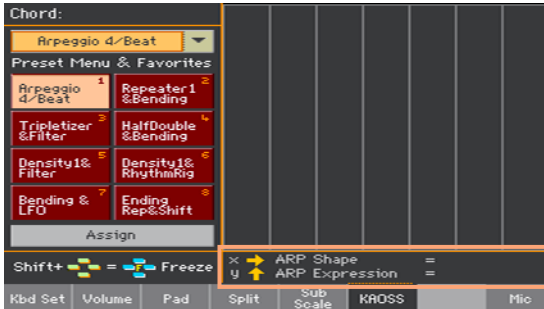 Chord:
Arpeggio 4/Beat
Preset Menu & Favorites
Arpeggio 4/Beat 1
Repeater1 &Bending 2
Tripletizer &Filter 3
HalfDouble &Bending 4
Density1& Filter 5
Density1& RhythmRig 6
Bending & LFO 7
Ending Rep&Shift 8
Assign
Shift+ = F Freeze
x ARP Shape =
y ARP Expression =
Kbd Set Volume Pad Split Sub Scale KAOSS Mic